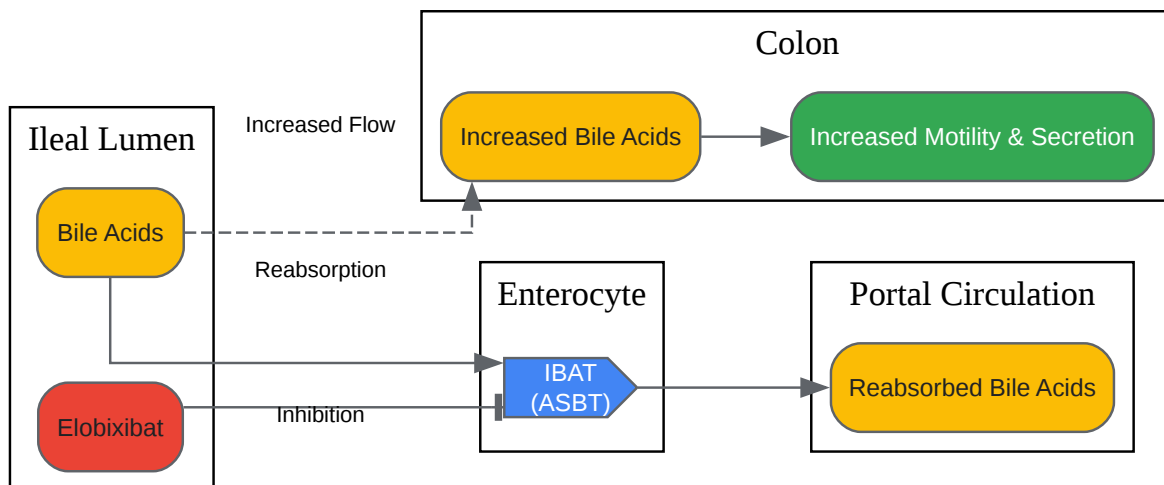 Colon
Increased Bile Acids
Increased Motility & Secretion
Increased Flow
Ileal Lumen
Bile Acids
Reabsorption
Elobixibat
Inhibition
Enterocyte
IBAT
(ASBT)
Portal Circulation
Reabsorbed Bile Acids